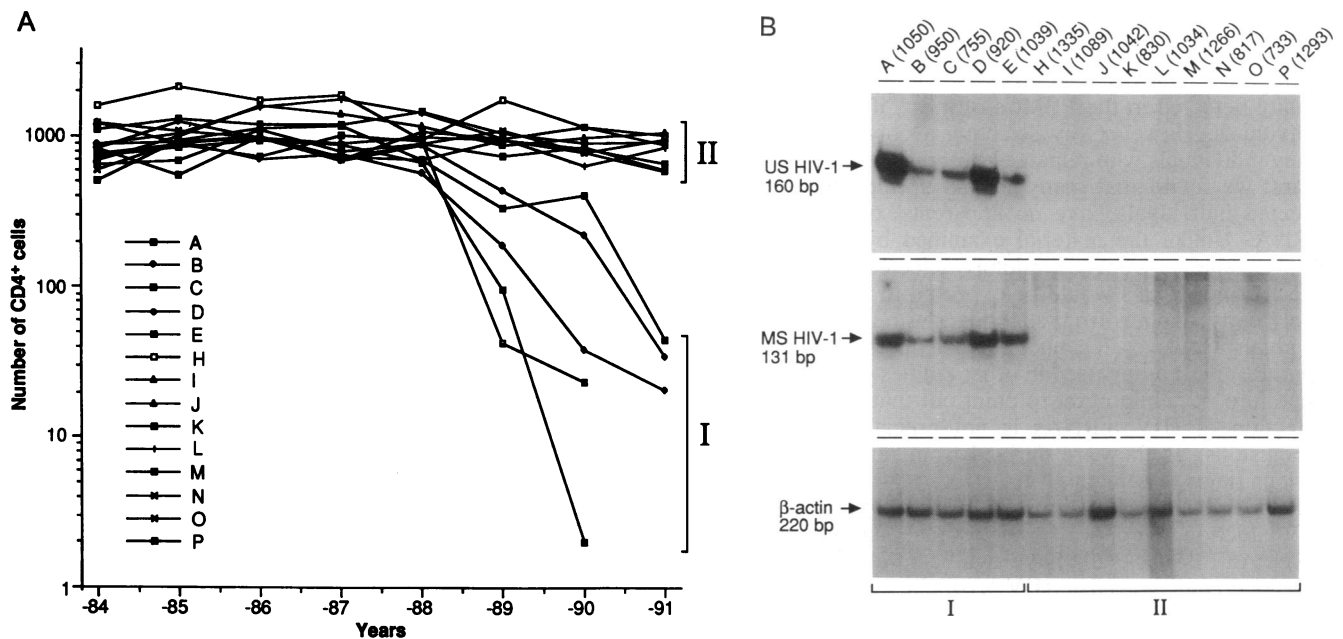 A
Number of CD4+ cells
1000
100
10
1
A
B
C
D
E
H
I
J
K
L
M
N
O
P
II
I
-84 -85 -86 -87 -88 -89 -90 -91
Years
B
A (1050) B (950) C (755) D (920) E (1039) H (1335) I (1089) J (1042) K (830) L (1034) M (1266) N (817) O (733) P (1293)
US HIV-1
160 bp
MS HIV-1
131 bp
β-actin
220 bp
I II